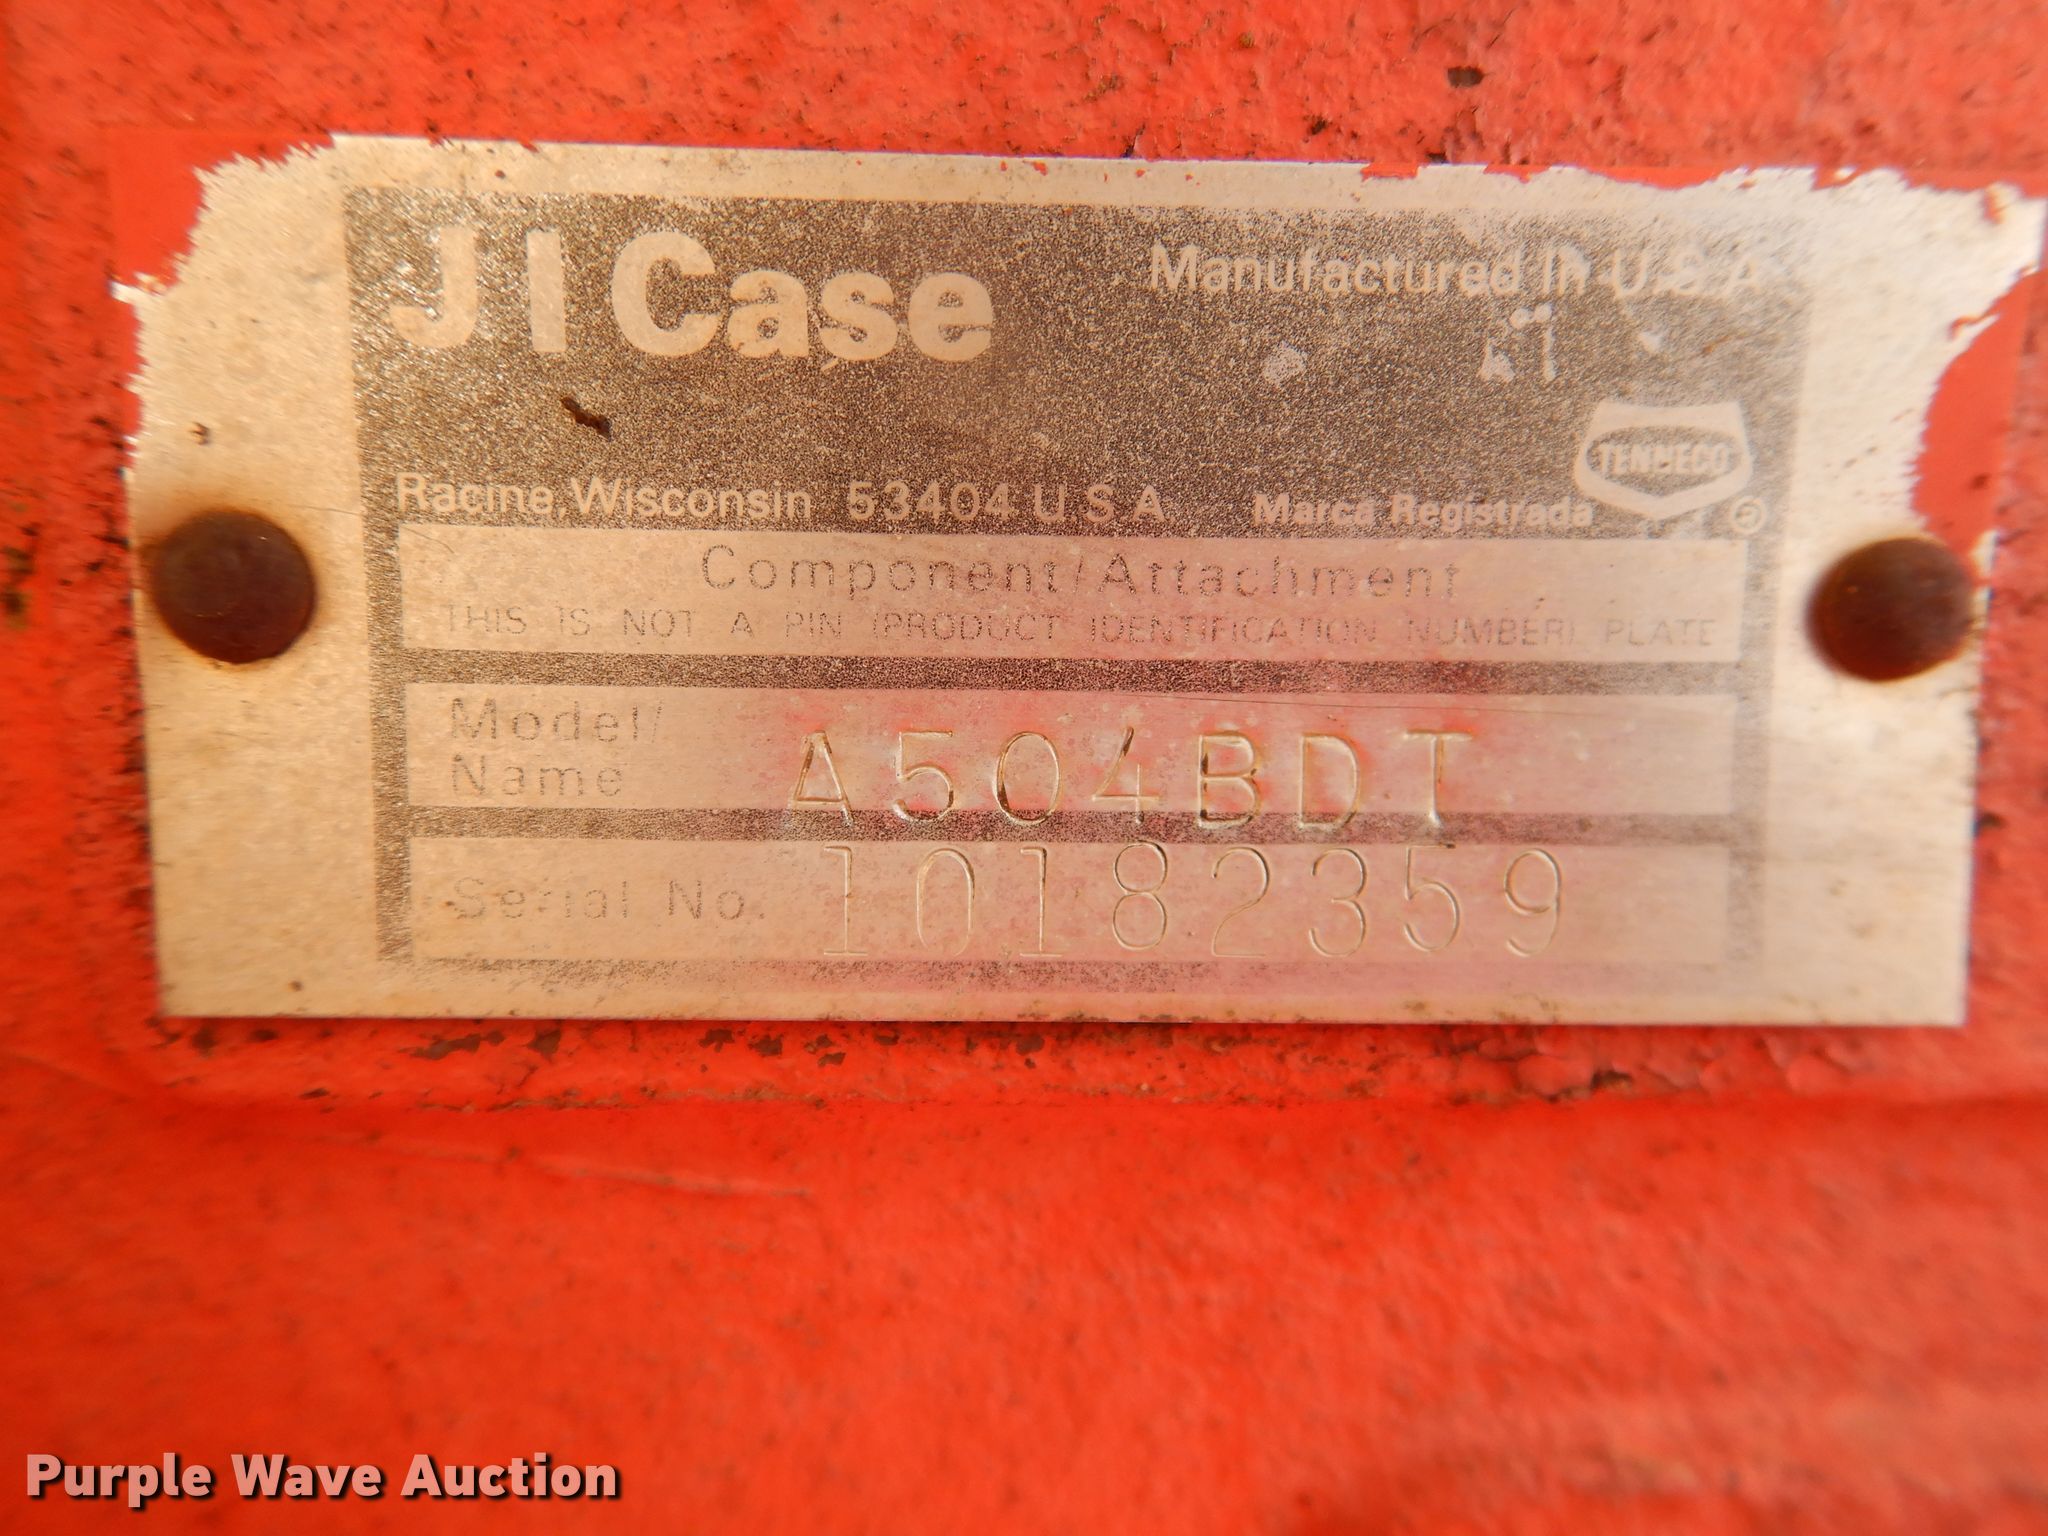 J I Case
Manufactured In U.S.A.
TENNECO
Racine, Wisconsin 53404 U.S.A.
Marca Registrada
Component/Attachment
THIS IS NOT A PIN (PRODUCT IDENTIFICATION NUMBER) PLATE
Model/
Name A504BDT
Serial No. 10182359
Purple Wave Auction